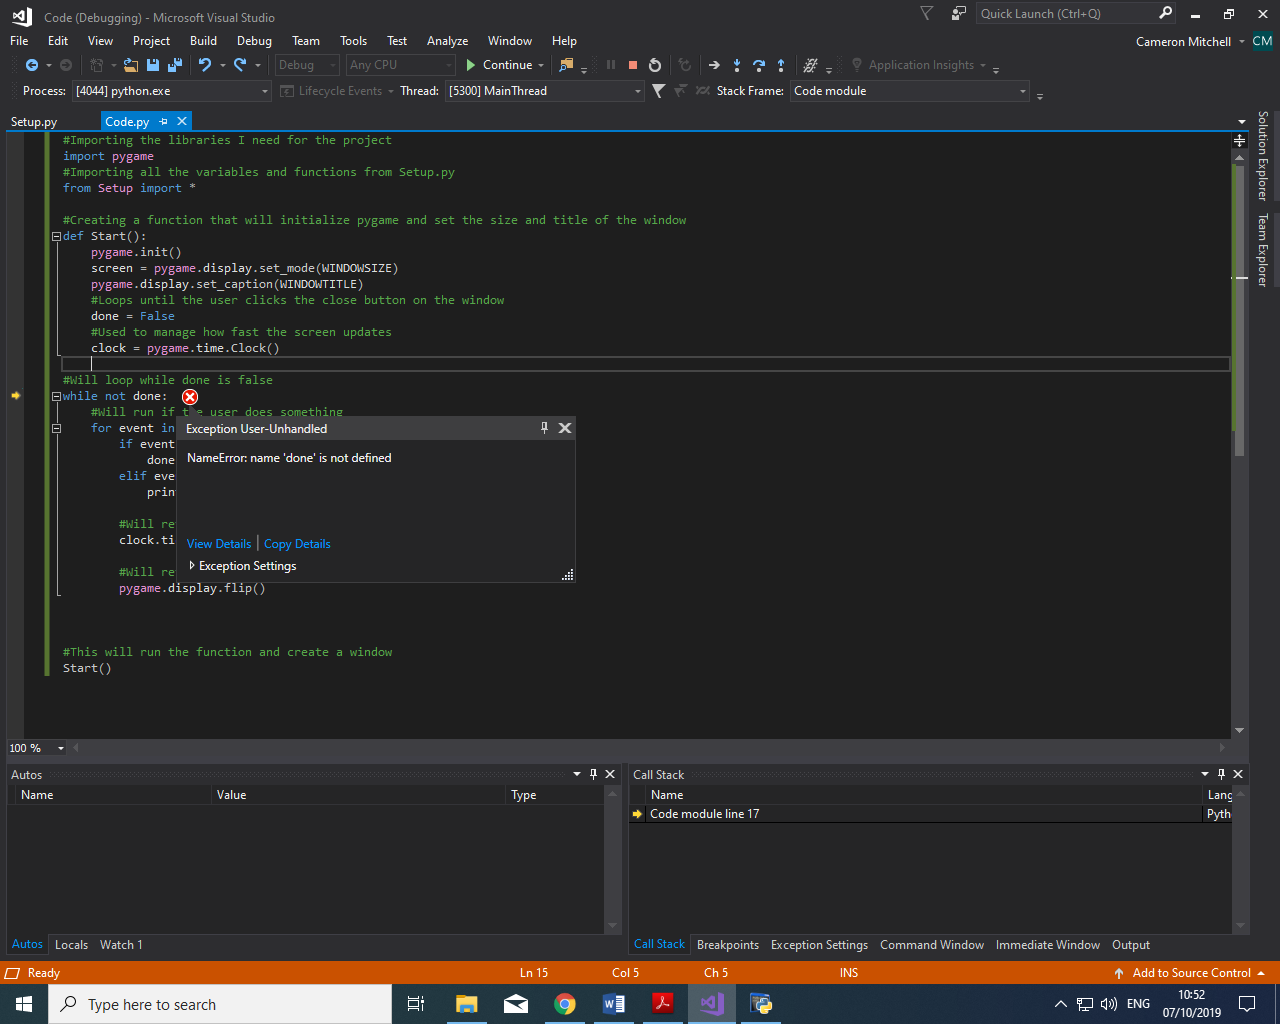 Code (Debugging) - Microsoft Visual Studio
Quick Launch (Ctrl+Q)
File Edit View Project Build Debug Team Tools Test Analyze Window Help
Cameron Mitchell CM
Debug Any CPU Continue Application Insights
Process: [4044] python.exe Lifecycle Events Thread: [5300] MainThread Stack Frame: Code module
Setup.py Code.py
Solution Explorer
Team Explorer
#Importing the libraries I need for the project
import pygame
#Importing all the variables and functions from Setup.py
from Setup import *
#Creating a function that will initialize pygame and set the size and title of the window
def Start():
pygame.init()
screen = pygame.display.set_mode(WINDOWSIZE)
pygame.display.set_caption(WINDOWTITLE)
#Loops until the user clicks the close button on the window
done = False
#Used to manage how fast the screen updates
clock = pygame.time.Clock()
#Will loop while done is false
while not done:
#Will run if the user does something
for event in
if event
done
elif eve
prin
#Will re
clock.ti
#Will re
pygame.display.flip()
Exception User-Unhandled
NameError: name 'done' is not defined
View Details | Copy Details
Exception Settings
#This will run the function and create a window
Start()
100 %
Autos
Name Value Type
Autos Locals Watch 1
Call Stack
Name Lang
Code module line 17 Pyth
Call Stack Breakpoints Exception Settings Command Window Immediate Window Output
Ready Ln 15 Col 5 Ch 5 INS Add to Source Control
Type here to search
ENG
10:52
07/10/2019